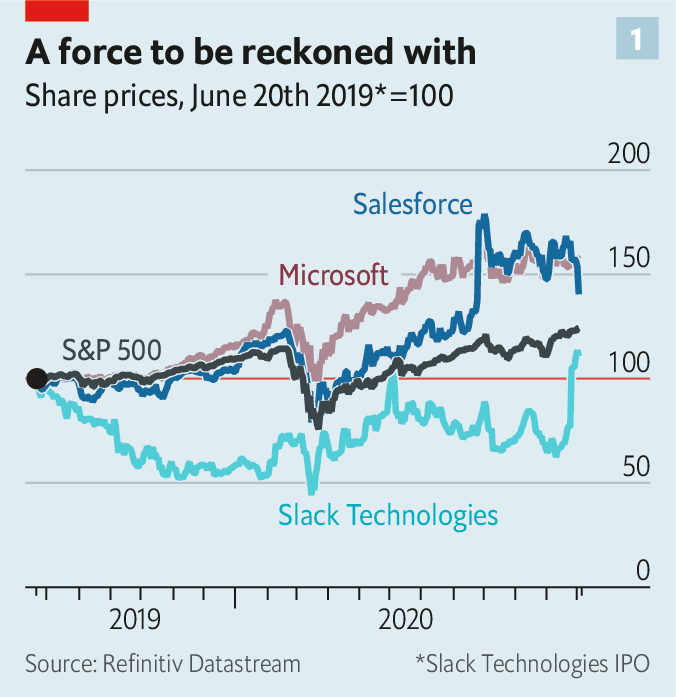 A force to be reckoned with
1
Share prices, June 20th 2019*=100
200
Salesforce
150
Microsoft
S&P 500
100
50
Slack Technologies
0
2019
2020
Source: Refinitiv Datastream
*Slack Technologies IPO